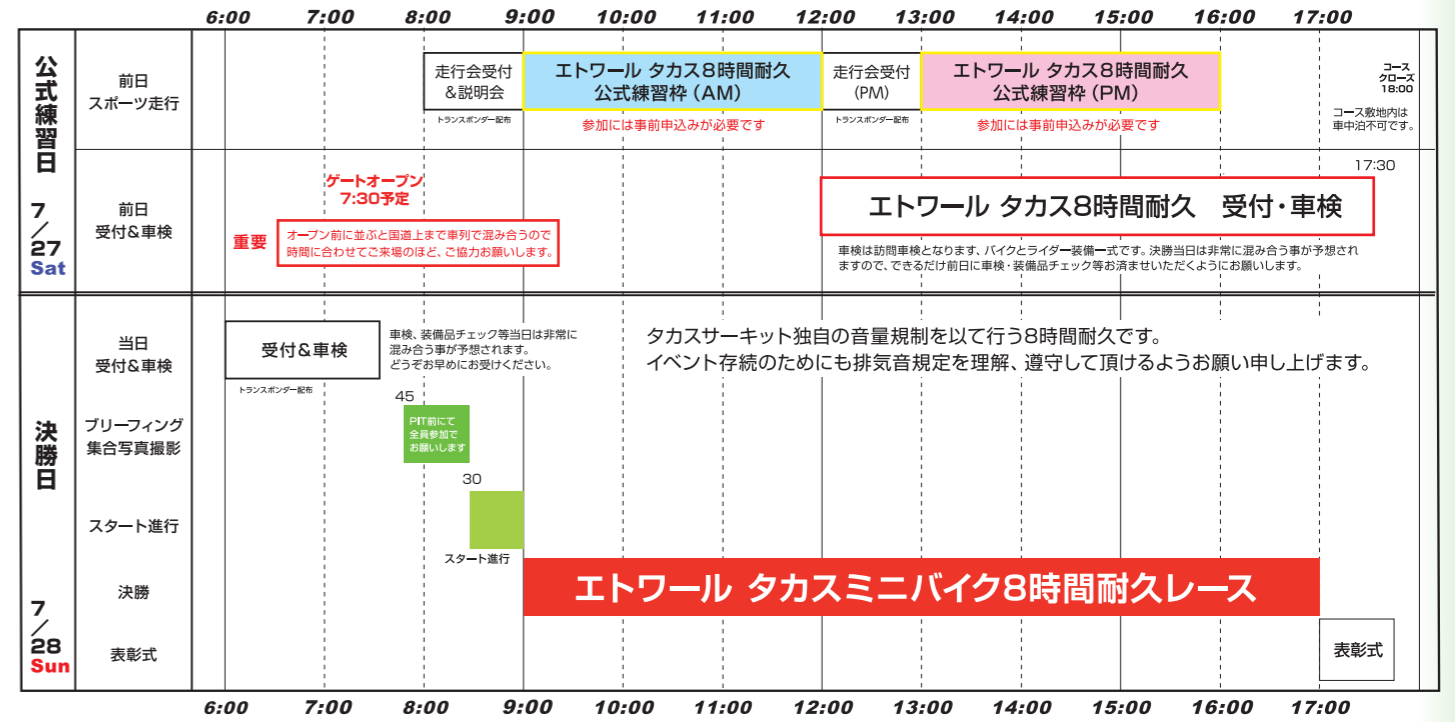 6:00 7:00 8:00 9:00 10:00 11:00 12:00 13:00 14:00 15:00 16:00 17:00
公式練習日
7/27
Sat
前日
スポーツ走行
走行会受付
&説明会
トランスポンダー配布
エトワール タカス8時間耐久
公式練習枠（AM）
参加には事前申込みが必要です
走行会受付
(PM)
トランスポンダー配布
エトワール タカス8時間耐久
公式練習枠（PM）
参加には事前申込みが必要です
コース
クローズ
18:00
コース敷地内は
車中泊不可です。
前日
受付&車検
ゲートオープン
7:30予定
重要
オープン前に並ぶと国道上まで車列で混み合うので
時間に合わせてご来場のほど、ご協力お願いします。
17:30
エトワール タカス8時間耐久　受付・車検
車検は訪問車検となります、バイクとライダー装備一式です。決勝当日は非常に混み合う事が予想され
ますので、できるだけ前日に車検・装備品チェック等お済ませいただくようにお願いします。
決勝日
7/28
Sun
当日
受付&車検
受付&車検
トランスポンダー配布
車検、装備品チェック等当日は非常に
混み合う事が予想されます。
どうぞお早めにお受けください。
タカスサーキット独自の音量規制を以て行う8時間耐久です。
イベント存続のためにも排気音規定を理解、遵守して頂けるようお願い申し上げます。
ブリーフィング
集合写真撮影
45
PIT前にて
全員参加で
お願いします
スタート進行
30
スタート進行
決勝
エトワール タカスミニバイク8時間耐久レース
表彰式
表彰式
6:00 7:00 8:00 9:00 10:00 11:00 12:00 13:00 14:00 15:00 16:00 17:00